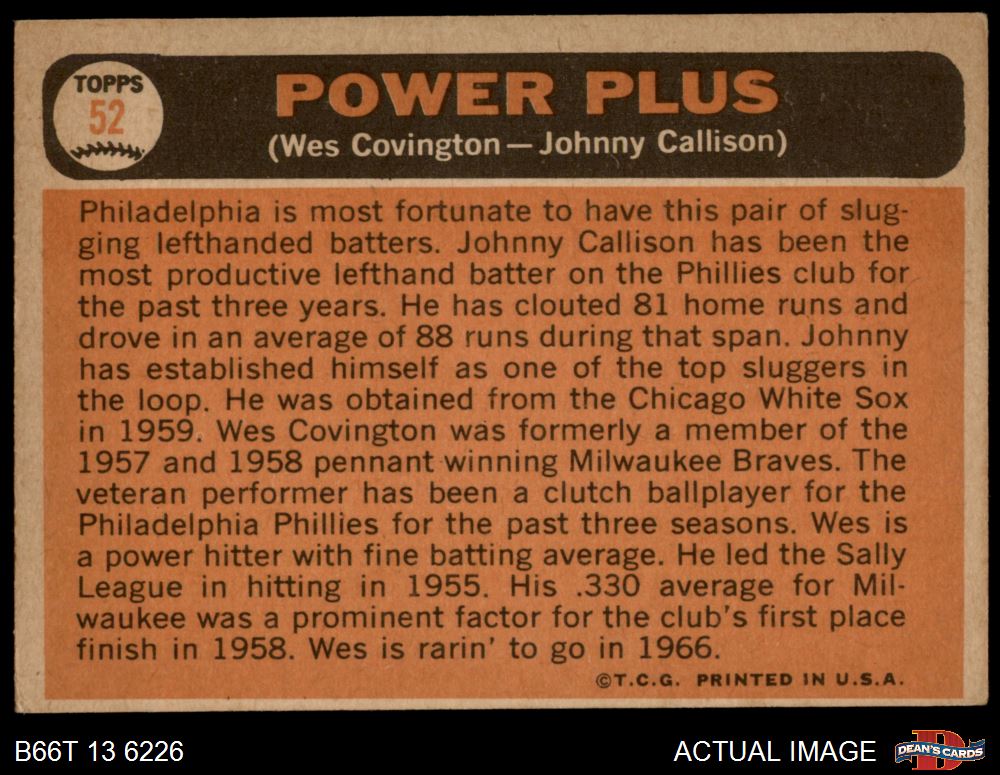 TOPPS
52
POWER PLUS
(Wes Covington — Johnny Callison)
Philadelphia is most fortunate to have this pair of slug-
ging lefthanded batters. Johnny Callison has been the
most productive lefthand batter on the Phillies club for
the past three years. He has clouted 81 home runs and
drove in an average of 88 runs during that span. Johnny
has established himself as one of the top sluggers in
the loop. He was obtained from the Chicago White Sox
in 1959. Wes Covington was formerly a member of the
1957 and 1958 pennant winning Milwaukee Braves. The
veteran performer has been a clutch ballplayer for the
Philadelphia Phillies for the past three seasons. Wes is
a power hitter with fine batting average. He led the Sally
League in hitting in 1955. His .330 average for Mil-
waukee was a prominent factor for the club's first place
finish in 1958. Wes is rarin' to go in 1966.
©T.C.G. PRINTED IN U.S.A.
B66T 13 6226
ACTUAL IMAGE
DEAN'S CARDS